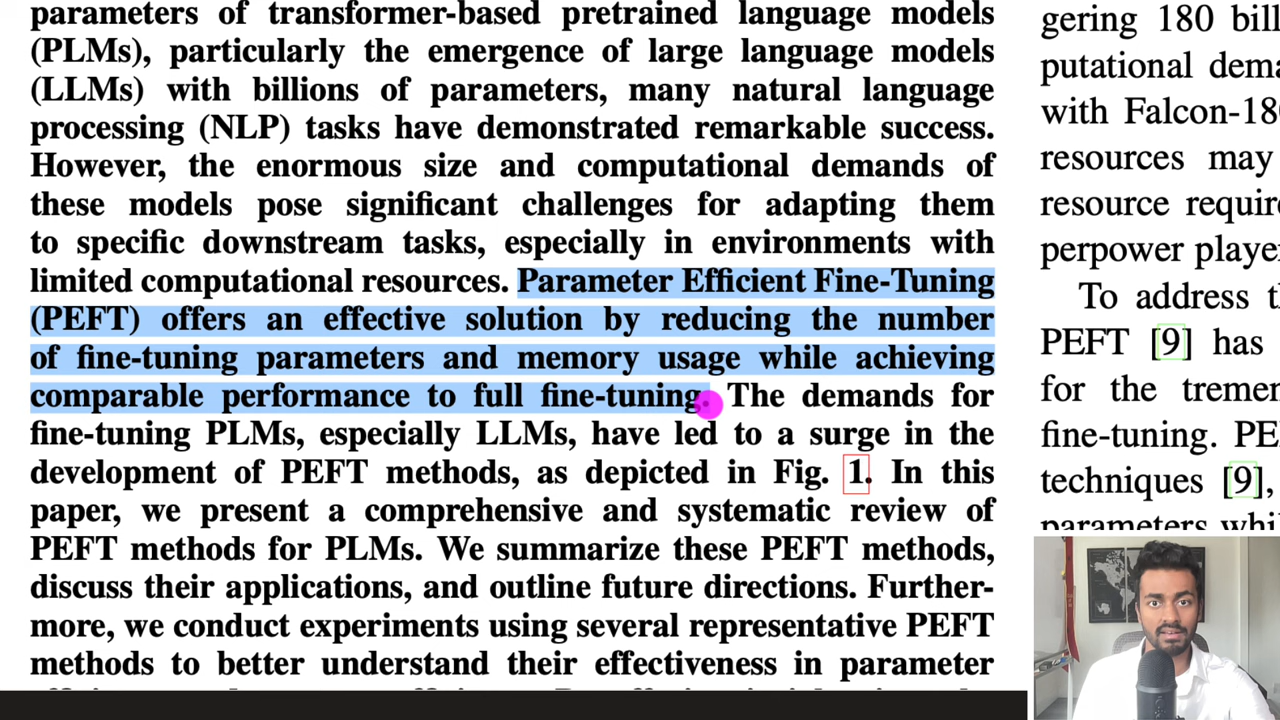 parameters of transformer-based pretrained language models
(PLMs), particularly the emergence of large language models
(LLMs) with billions of parameters, many natural language
processing (NLP) tasks have demonstrated remarkable success.
However, the enormous size and computational demands of
these models pose significant challenges for adapting them
to specific downstream tasks, especially in environments with
limited computational resources. Parameter Efficient Fine-Tuning
(PEFT) offers an effective solution by reducing the number
of fine-tuning parameters and memory usage while achieving
comparable performance to full fine-tuning. The demands for
fine-tuning PLMs, especially LLMs, have led to a surge in the
development of PEFT methods, as depicted in Fig. 1. In this
paper, we present a comprehensive and systematic review of
PEFT methods for PLMs. We summarize these PEFT methods,
discuss their applications, and outline future directions. Further-
more, we conduct experiments using several representative PEFT
methods to better understand their effectiveness in parameter
gering 180 bill
putational dema
with Falcon-18
resources may
resource require
perpower playe
To address t
PEFT [9] has
for the tremen
fine-tuning. PE
techniques [9],
parameters whi